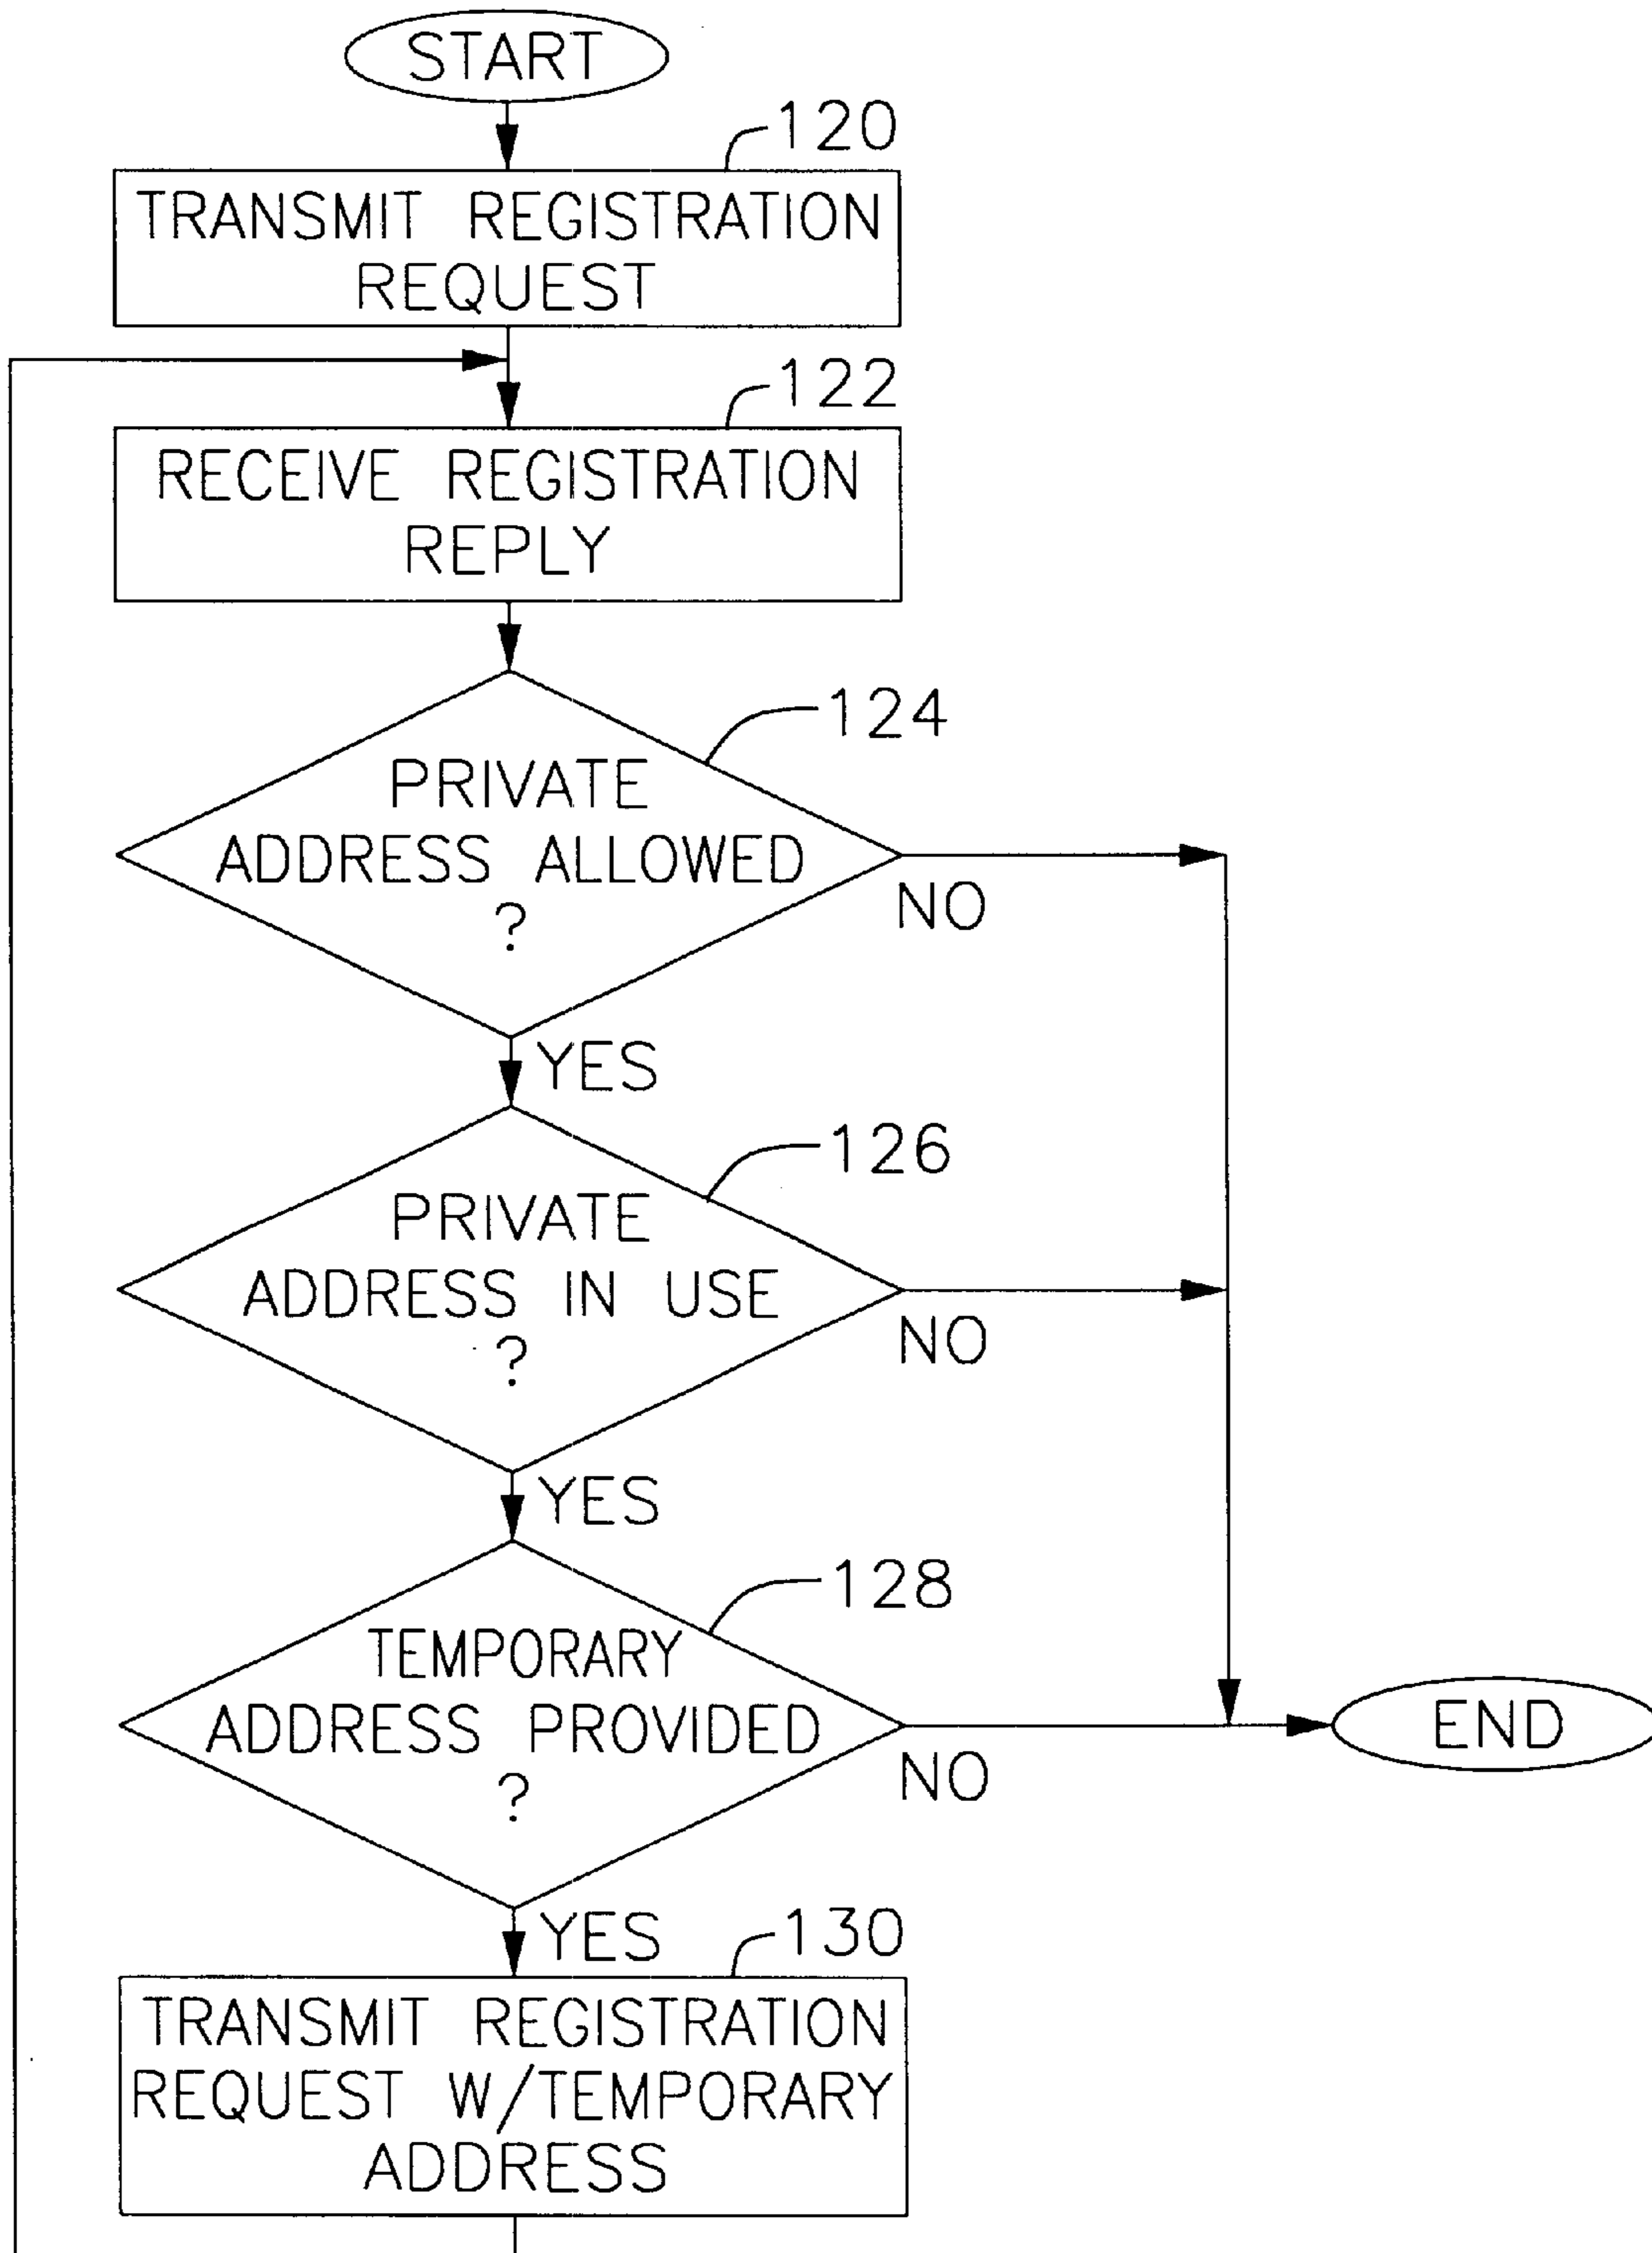 START
120
TRANSMIT REGISTRATION
REQUEST
122
RECEIVE REGISTRATION
REPLY
124
PRIVATE
ADDRESS ALLOWED
?
NO
YES
126
PRIVATE
ADDRESS IN USE
?
NO
YES
128
TEMPORARY
ADDRESS PROVIDED
?
NO
END
YES
130
TRANSMIT REGISTRATION
REQUEST W/TEMPORARY
ADDRESS